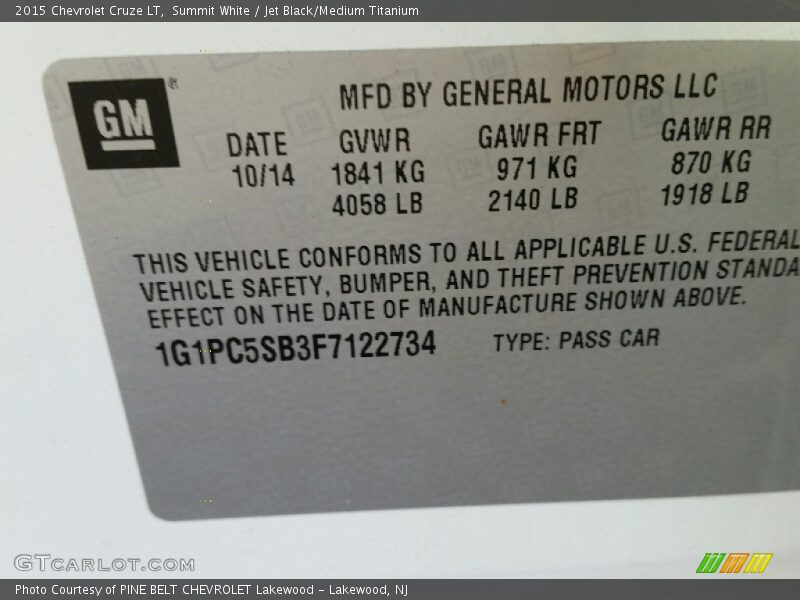 2015 Chevrolet Cruze LT, Summit White / Jet Black/Medium Titanium
GM ®
MFD BY GENERAL MOTORS LLC
DATE GVWR GAWR FRT GAWR RR
10/14 1841 KG 971 KG 870 KG
4058 LB 2140 LB 1918 LB
THIS VEHICLE CONFORMS TO ALL APPLICABLE U.S. FEDERAL
VEHICLE SAFETY, BUMPER, AND THEFT PREVENTION STANDA
EFFECT ON THE DATE OF MANUFACTURE SHOWN ABOVE.
1G1PC5SB3F7122734 TYPE: PASS CAR
GTCARLOT.COM
Photo Courtesy of PINE BELT CHEVROLET Lakewood - Lakewood, NJ